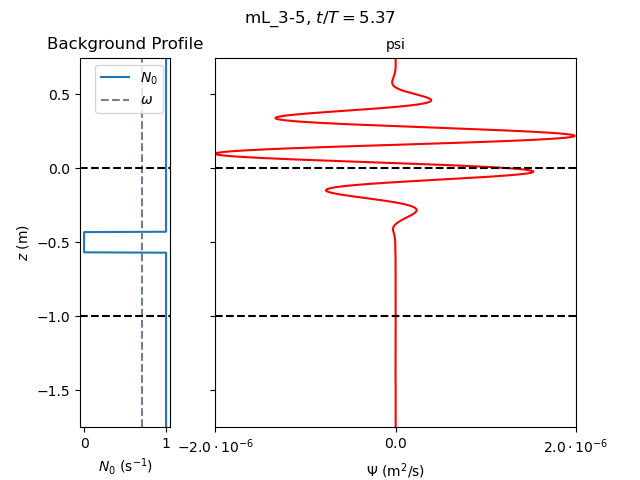 mL_3-5, t/T = 5.37
Background Profile
psi
N₀
ω
0.5
0.0
−0.5
−1.0
−1.5
z (m)
0
1
−2.0 · 10⁻⁶
0.0
2.0 · 10⁻⁶
N₀ (s⁻¹)
Ψ (m²/s)